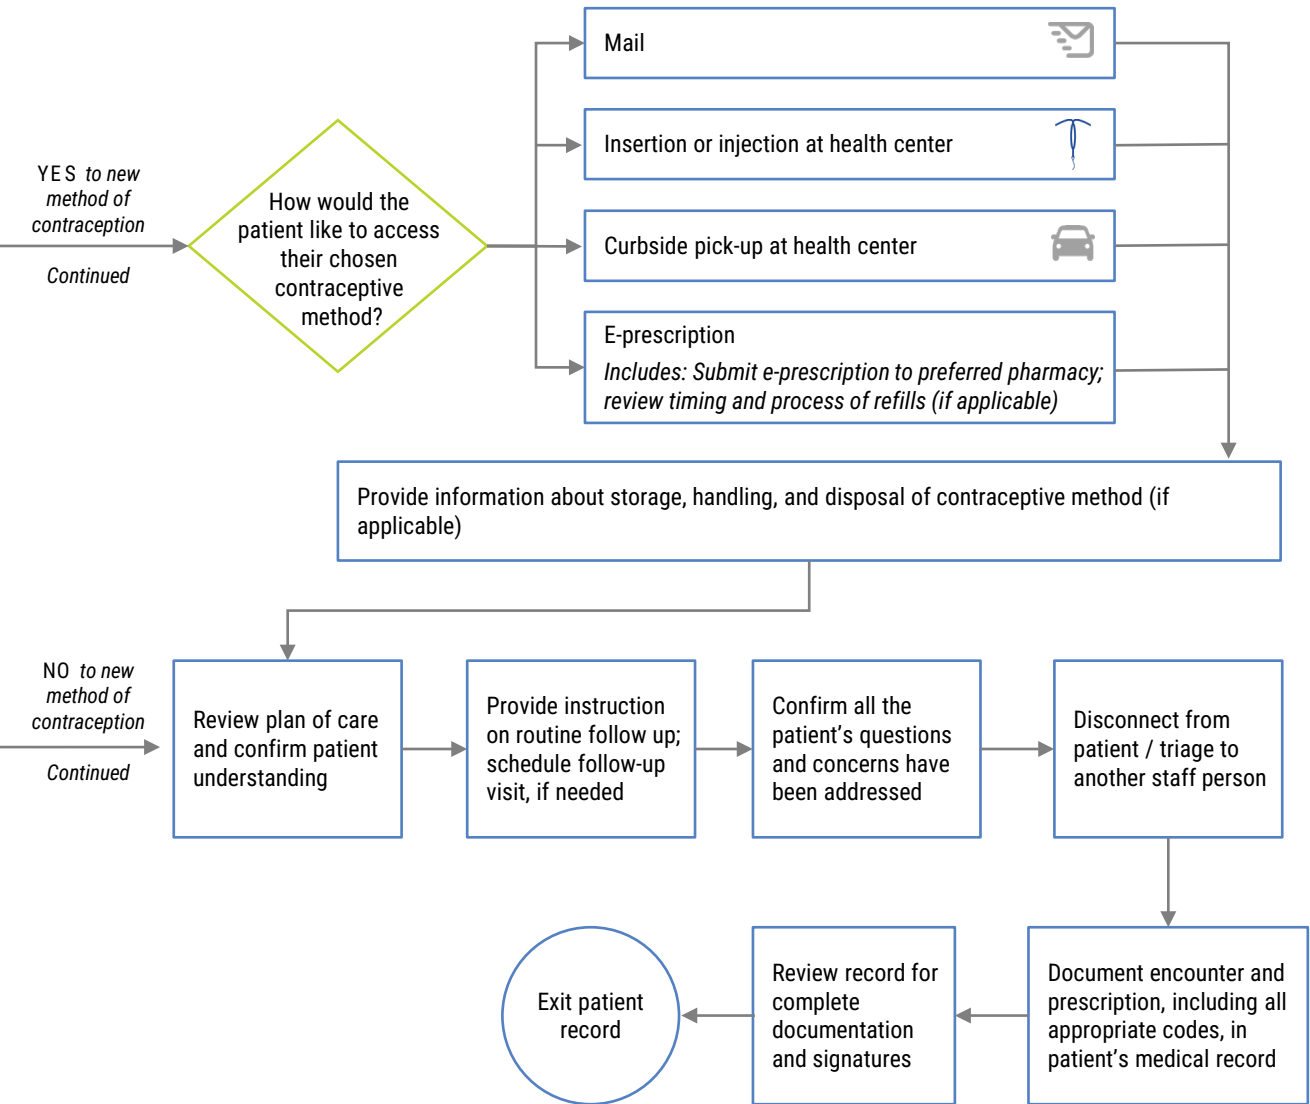 Mail
Insertion or injection at health center
YES to new
method of
contraception
Continued
How would the
patient like to access
their chosen
contraceptive
method?
Curbside pick-up at health center
E-prescription
Includes: Submit e-prescription to preferred pharmacy;
review timing and process of refills (if applicable)
Provide information about storage, handling, and disposal of contraceptive method (if
applicable)
NO to new
method of
contraception
Continued
Review plan of care
and confirm patient
understanding
Provide instruction
on routine follow up;
schedule follow-up
visit, if needed
Confirm all the
patient's questions
and concerns have
been addressed
Disconnect from
patient / triage to
another staff person
Exit patient
record
Review record for
complete
documentation
and signatures
Document encounter and
prescription, including all
appropriate codes, in
patient's medical record